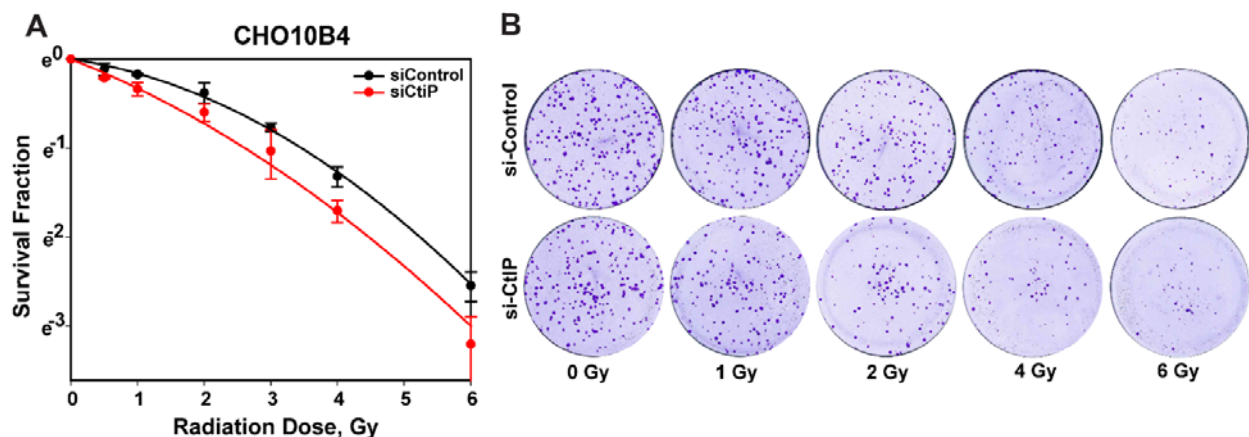 A
CHO10B4
siControl
siCtiP
e0
e-1
e-2
e-3
Survival Fraction
0 1 2 3 4 5 6
Radiation Dose, Gy
B
si-Control
si-CtIP
0 Gy 1 Gy 2 Gy 4 Gy 6 Gy